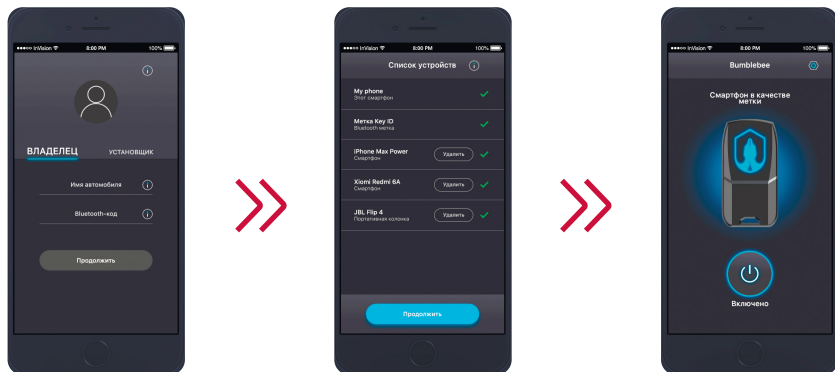 InVision
8:00 PM
100%
ВЛАДЕЛЕЦ
УСТАНОВЩИК
Имя автомобиля
Bluetooth-код
Продолжить
InVision
8:00 PM
100%
Список устройств
My phone
Этот смартфон
Метка Key ID
Bluetooth метка
iPhone Max Power
Смартфон
Удалить
Xiomi Redmi 6A
Смартфон
Удалить
JBL Flip 4
Портативная колонка
Удалить
Продолжить
InVision
8:00 PM
100%
Bumblebee
Смартфон в качестве
метки
Включено